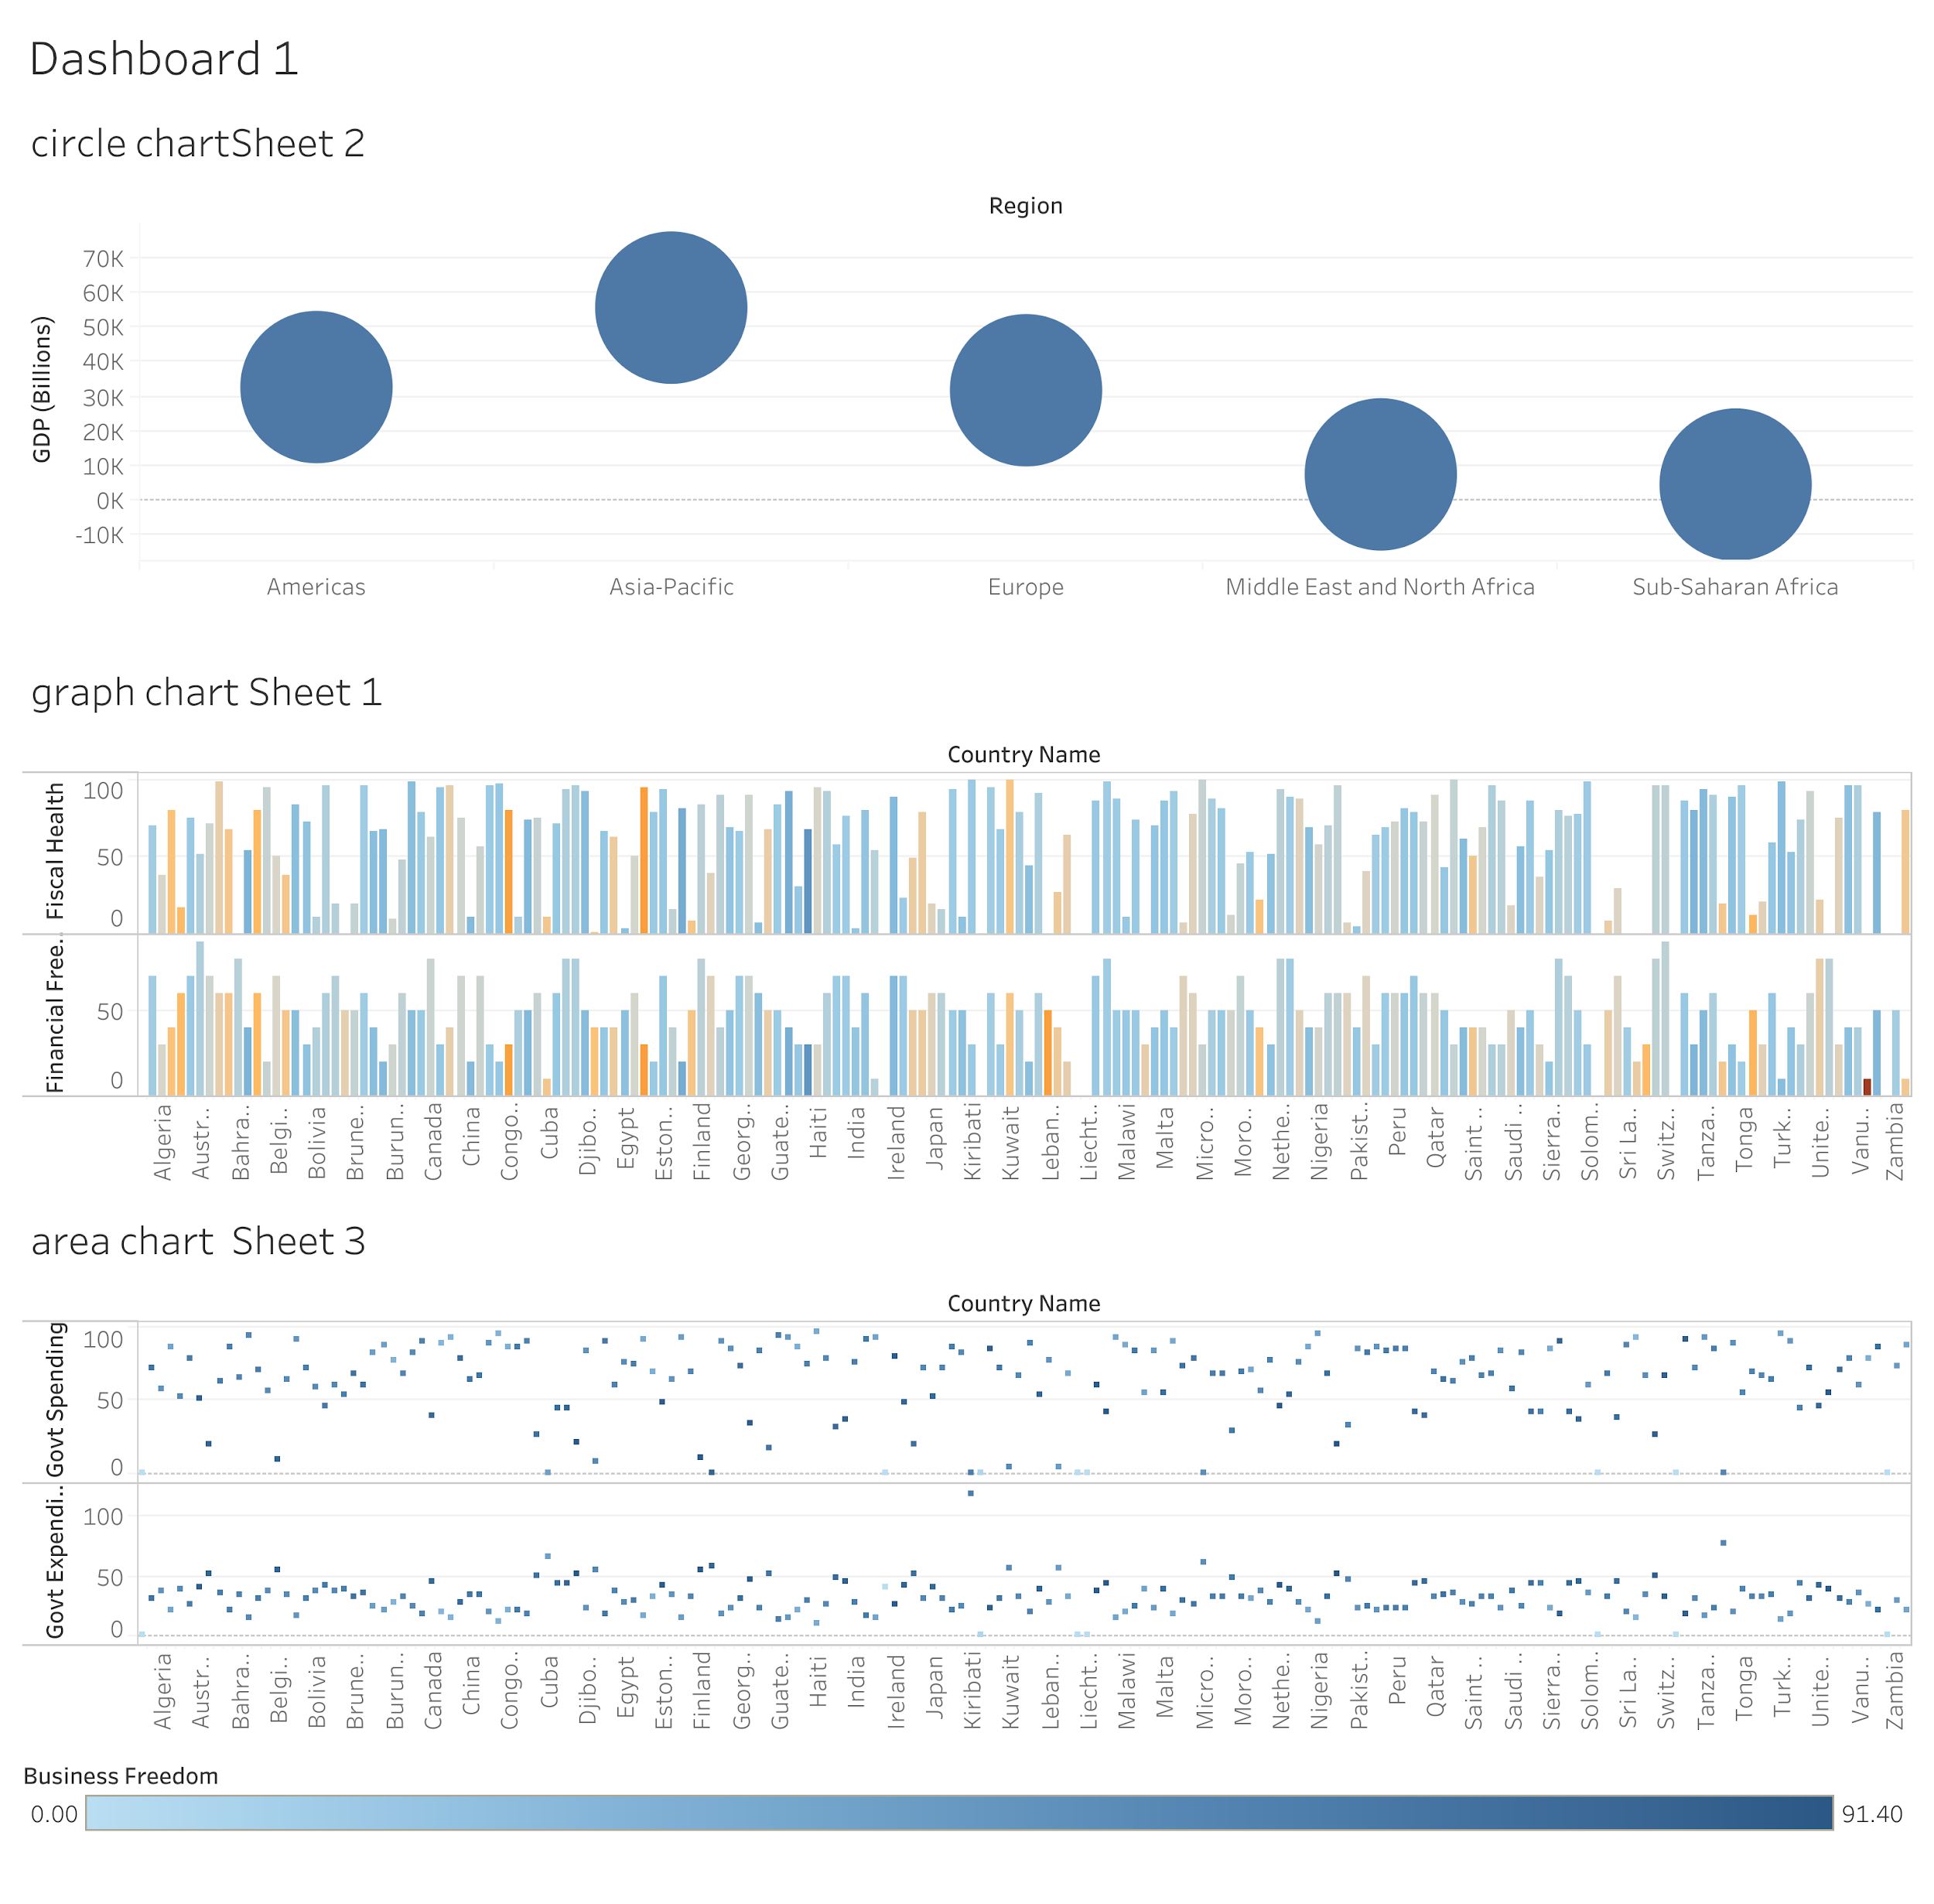 Dashboard 1
circle chartSheet 2
Region
GDP (Billions)
70K
60K
50K
40K
30K
20K
10K
0K
-10K
Americas Asia-Pacific Europe Middle East and North Africa Sub-Saharan Africa
graph chart Sheet 1
Country Name
Fiscal Health
100
50
0
Financial Free..
50
0
Algeria Austr.. Bahra.. Belgi.. Bolivia Brune.. Burun.. Canada China Congo.. Cuba Djibo.. Egypt Eston.. Finland Georg.. Guate.. Haiti India Ireland Japan Kiribati Kuwait Leban.. Liecht.. Malawi Malta Micro.. Moro.. Nethe.. Nigeria Pakist.. Peru Qatar Saint .. Saudi .. Sierra.. Solom.. Sri La.. Switz.. Tanza.. Tonga Turk.. Unite.. Vanu.. Zambia
area chart  Sheet 3
Country Name
Govt Spending
100
50
0
Govt Expendi..
100
50
0
Algeria Austr.. Bahra.. Belgi.. Bolivia Brune.. Burun.. Canada China Congo.. Cuba Djibo.. Egypt Eston.. Finland Georg.. Guate.. Haiti India Ireland Japan Kiribati Kuwait Leban.. Liecht.. Malawi Malta Micro.. Moro.. Nethe.. Nigeria Pakist.. Peru Qatar Saint .. Saudi .. Sierra.. Solom.. Sri La.. Switz.. Tanza.. Tonga Turk.. Unite.. Vanu.. Zambia
Business Freedom
0.00 91.40